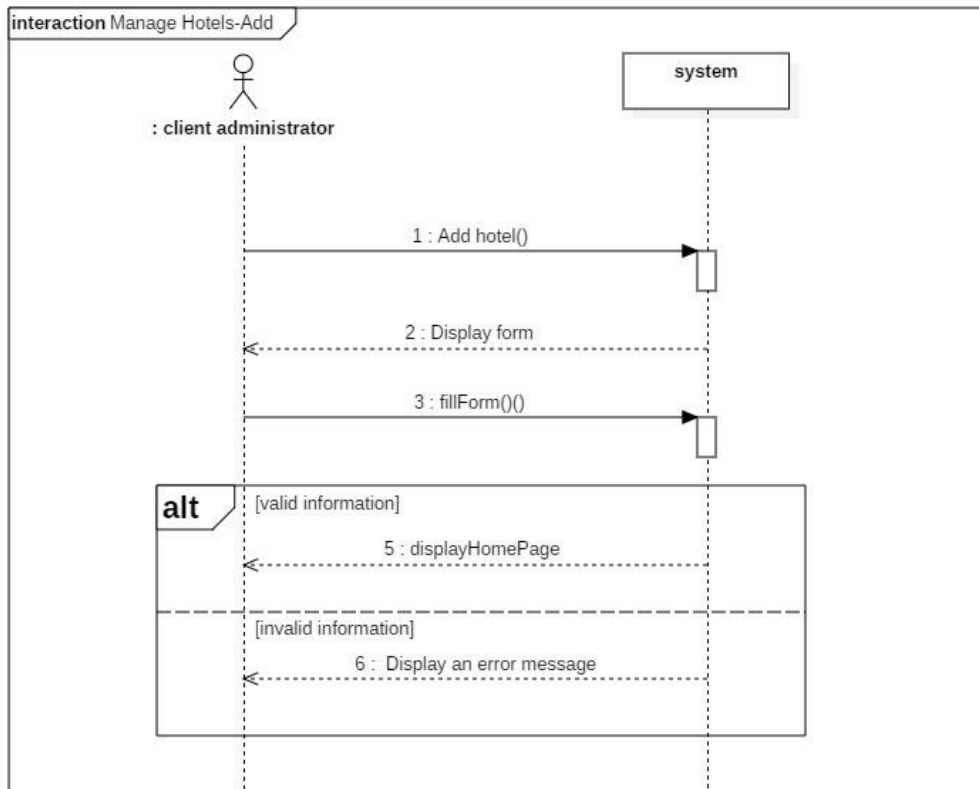 interaction Manage Hotels-Add
system
: client administrator
1 : Add hotel()
2 : Display form
3 : fillForm()()
alt
[valid information]
5 : displayHomePage
[invalid information]
6 : Display an error message